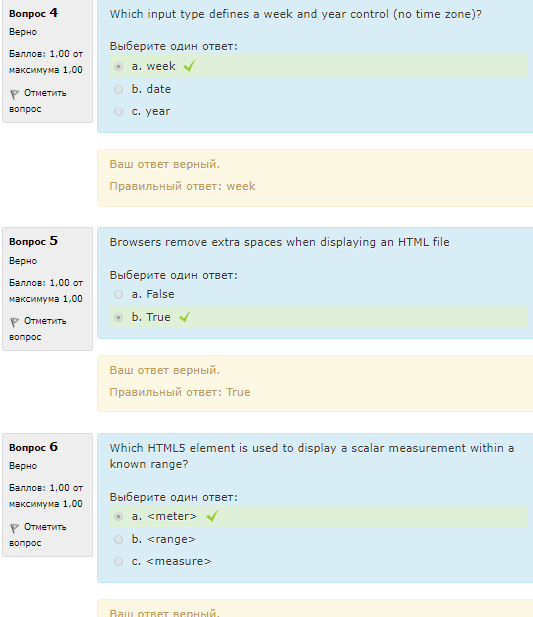 Вопрос 4
Верно
Баллов: 1,00 от
максимума 1,00
Отметить
вопрос
Which input type defines a week and year control (no time zone)?
Выберите один ответ:
a. week
b. date
c. year
Ваш ответ верный.
Правильный ответ: week
Вопрос 5
Верно
Баллов: 1,00 от
максимума 1,00
Отметить
вопрос
Browsers remove extra spaces when displaying an HTML file
Выберите один ответ:
a. False
b. True
Ваш ответ верный.
Правильный ответ: True
Вопрос 6
Верно
Баллов: 1,00 от
максимума 1,00
Отметить
вопрос
Which HTML5 element is used to display a scalar measurement within a
known range?
Выберите один ответ:
a. <meter>
b. <range>
c. <measure>
Ваш ответ верный.